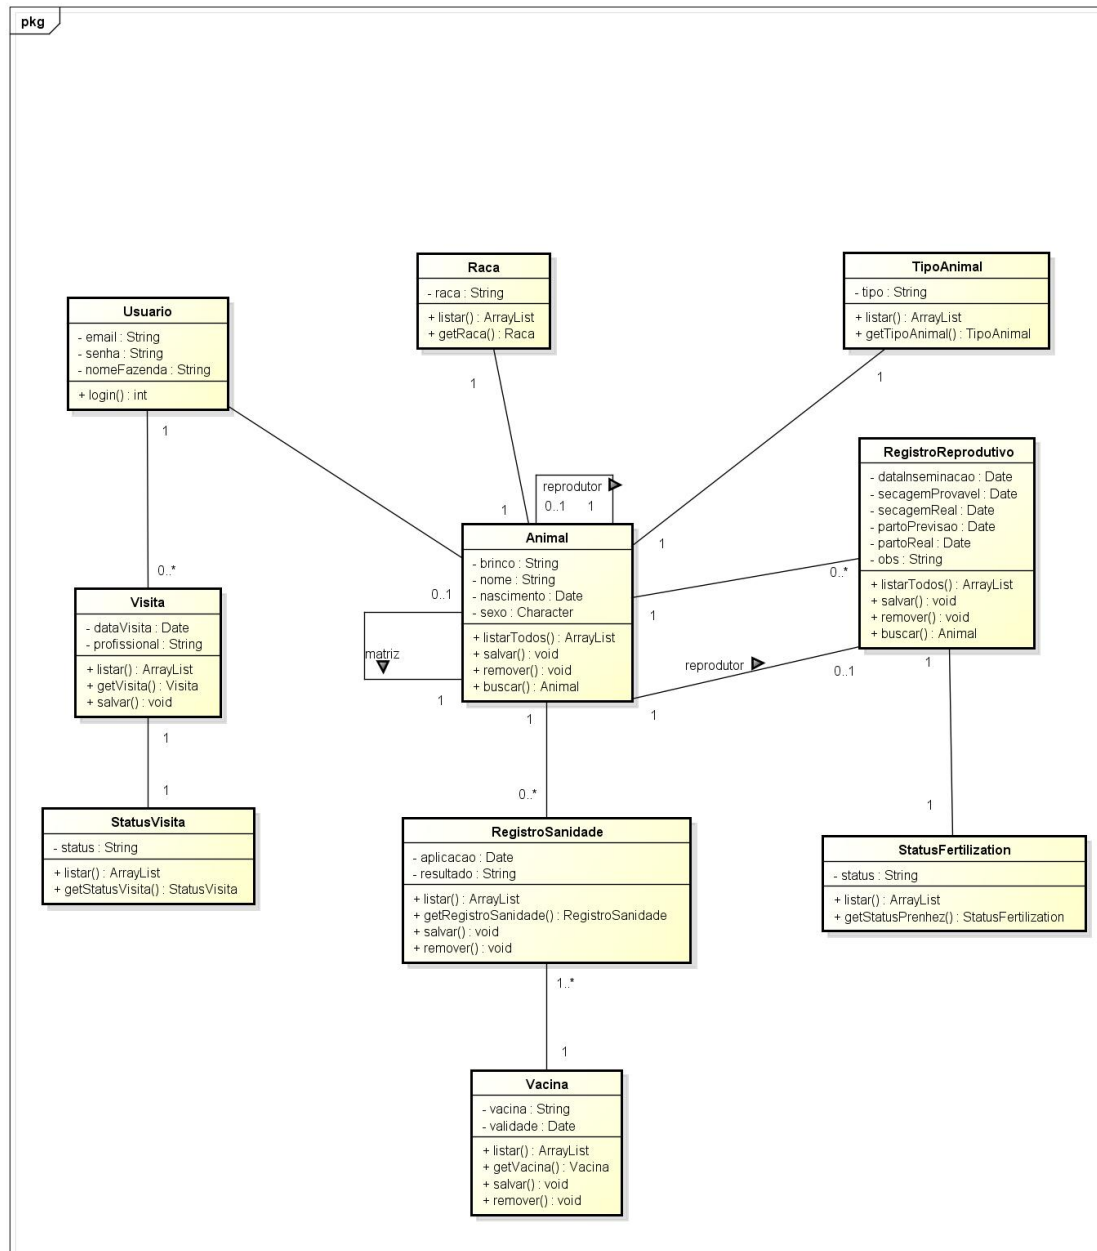 pkg
Raca
- raca : String
+ listar() : ArrayList
+ getRaca() : Raca
TipoAnimal
- tipo : String
+ listar() : ArrayList
+ getTipoAnimal() : TipoAnimal
Usuario
- email : String
- senha : String
- nomeFazenda : String
+ login() : int
1
1
1
RegistroReprodutivo
- dataInseminacao : Date
- secagemProvavel : Date
- secagemReal : Date
- partoPrevisao : Date
- partoReal : Date
- obs : String
+ listarTodos() : ArrayList
+ salvar() : void
+ remover() : void
+ buscar() : Animal
reprodutor
0..1 1
1
1
Animal
- brinco : String
- nome : String
- nascimento : Date
- sexo : Character
+ listarTodos() : ArrayList
+ salvar() : void
+ remover() : void
+ buscar() : Animal
0..*
0..*
0..1
1
matriz
1
Visita
- dataVisita : Date
- profissional : String
+ listar() : ArrayList
+ getVisita() : Visita
+ salvar() : void
reprodutor
0..1
1
1
1
1
1
1
0..*
StatusVisita
- status : String
+ listar() : ArrayList
+ getStatusVisita() : StatusVisita
RegistroSanidade
- aplicacao : Date
- resultado : String
+ listar() : ArrayList
+ getRegistroSanidade() : RegistroSanidade
+ salvar() : void
+ remover() : void
StatusFertilization
- status : String
+ listar() : ArrayList
+ getStatusPrenhez() : StatusFertilization
1..*
1
Vacina
- vacina : String
- validade : Date
+ listar() : ArrayList
+ getVacina() : Vacina
+ salvar() : void
+ remover() : void